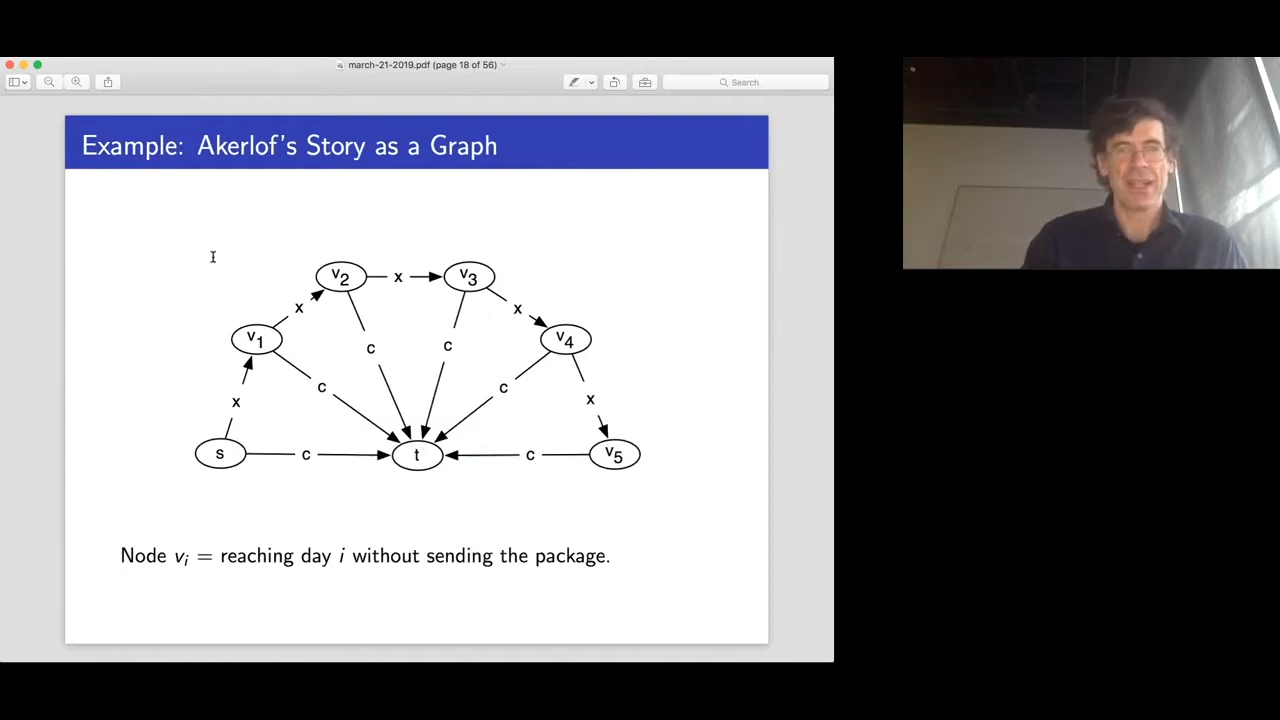 march-21-2019.pdf (page 18 of 56)
Search
Example: Akerlof's Story as a Graph
v2 x v3
x x
v1 v4
c c
c c
x x
s c t c v5
Node vi = reaching day i without sending the package.